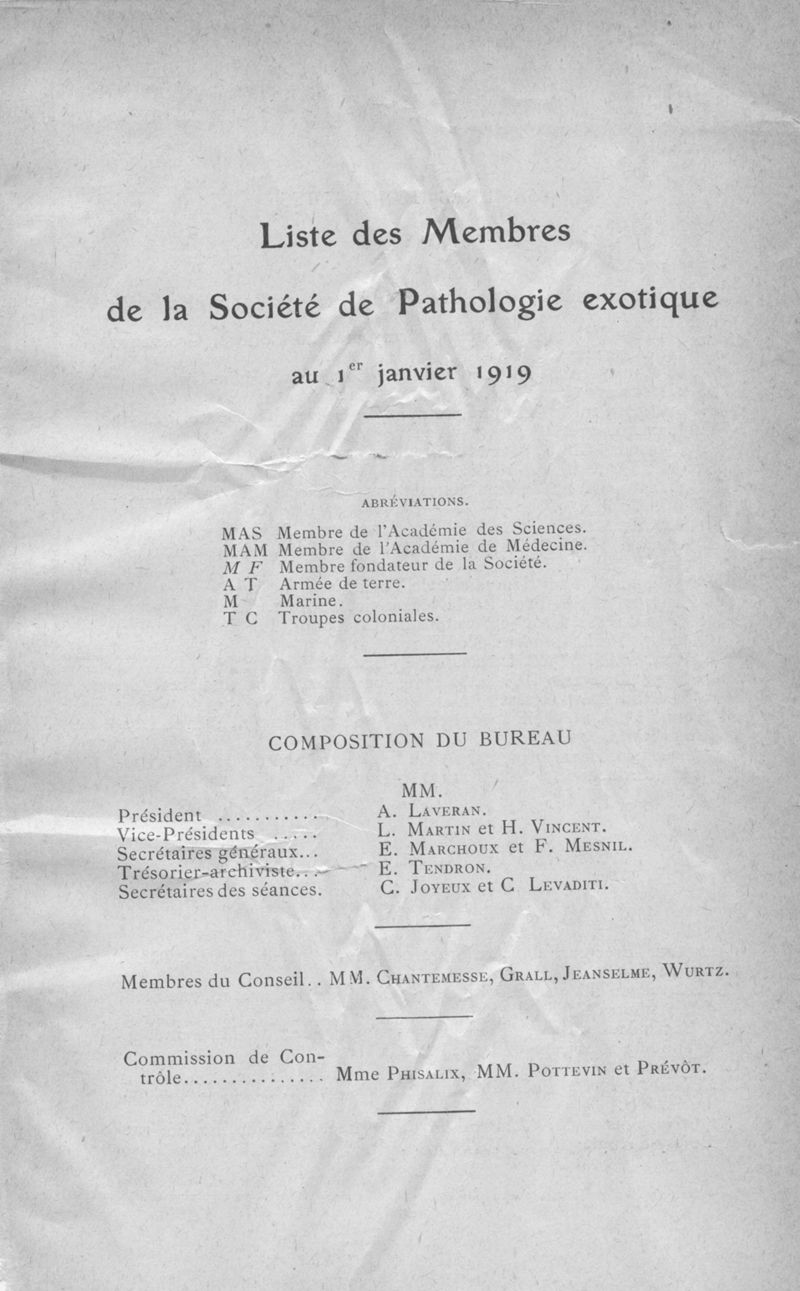 Liste des Membres
de la Société de Pathologie exotique
au 1er janvier 1919
ABRÉVIATIONS.
MAS Membre de l'Académie des Sciences.
MAM Membre de l'Académie de Médecine.
M F Membre fondateur de la Société.
A T Armée de terre.
M Marine.
T C Troupes coloniales.
COMPOSITION DU BUREAU
MM.
Président ........... A. Laveran.
Vice-Présidents ..... L. Martin et H. Vincent.
Secrétaires généraux... E. Marchoux et F. Mesnil.
Trésorier-archiviste... E. Tendron.
Secrétaires des séances. C. Joyeux et C Levaditi.
Membres du Conseil.. MM. Chantemesse, Grall, Jeanselme, Wurtz.
Commission de Con-
trôle............... Mme Phisalix, MM. Pottevin et Prévôt.